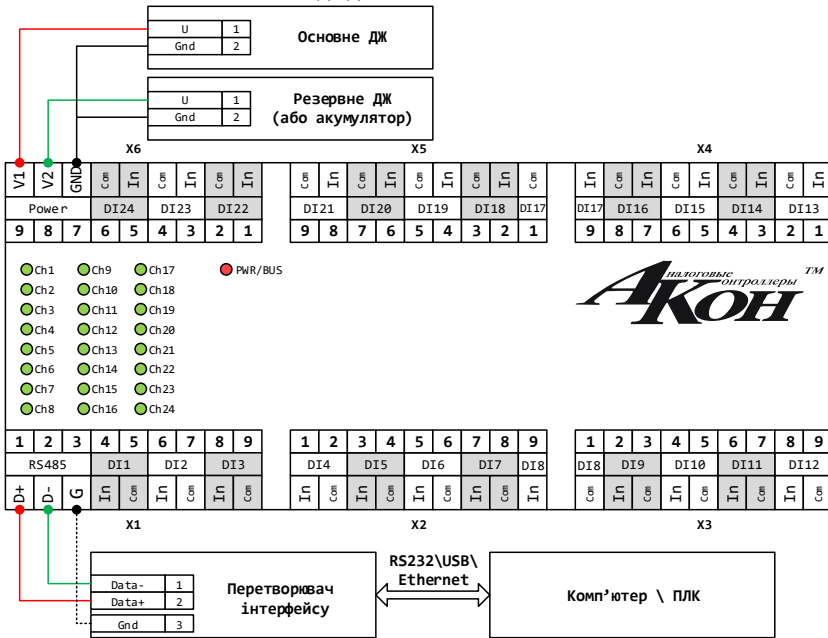 U 1
Gnd 2
Основне ДЖ
U 1
Gnd 2
Резервне ДЖ
(або акумулятор)
X6 X5 X4
V1 V2 GND Com In Com In Com In
Com In Com In Com In Com In Com
In Com In Com In Com In Com In
Power DI24 DI23 DI22
DI21 DI20 DI19 DI18 DI17
DI17 DI16 DI15 DI14 DI13
9 8 7 6 5 4 3 2 1
9 8 7 6 5 4 3 2 1
9 8 7 6 5 4 3 2 1
Ch1 Ch9 Ch17 PWR/BUS
Ch2 Ch10 Ch18
Ch3 Ch11 Ch19
Ch4 Ch12 Ch20
Ch5 Ch13 Ch21
Ch6 Ch14 Ch22
Ch7 Ch15 Ch23
Ch8 Ch16 Ch24
Аналоговые Контроллеры TM
АКОН
1 2 3 4 5 6 7 8 9
1 2 3 4 5 6 7 8 9
1 2 3 4 5 6 7 8 9
RS485 DI1 DI2 DI3
DI4 DI5 DI6 DI7 DI8
DI8 DI9 DI10 DI11 DI12
D+ D- G In Com In Com In Com
In Com In Com In Com In Com In
Com In Com In Com In Com In Com
X1 X2 X3
Data- 1
Data+ 2
Gnd 3
Перетворювач
інтерфейсу
RS232\USB\
Ethernet
Комп’ютер \ ПЛК